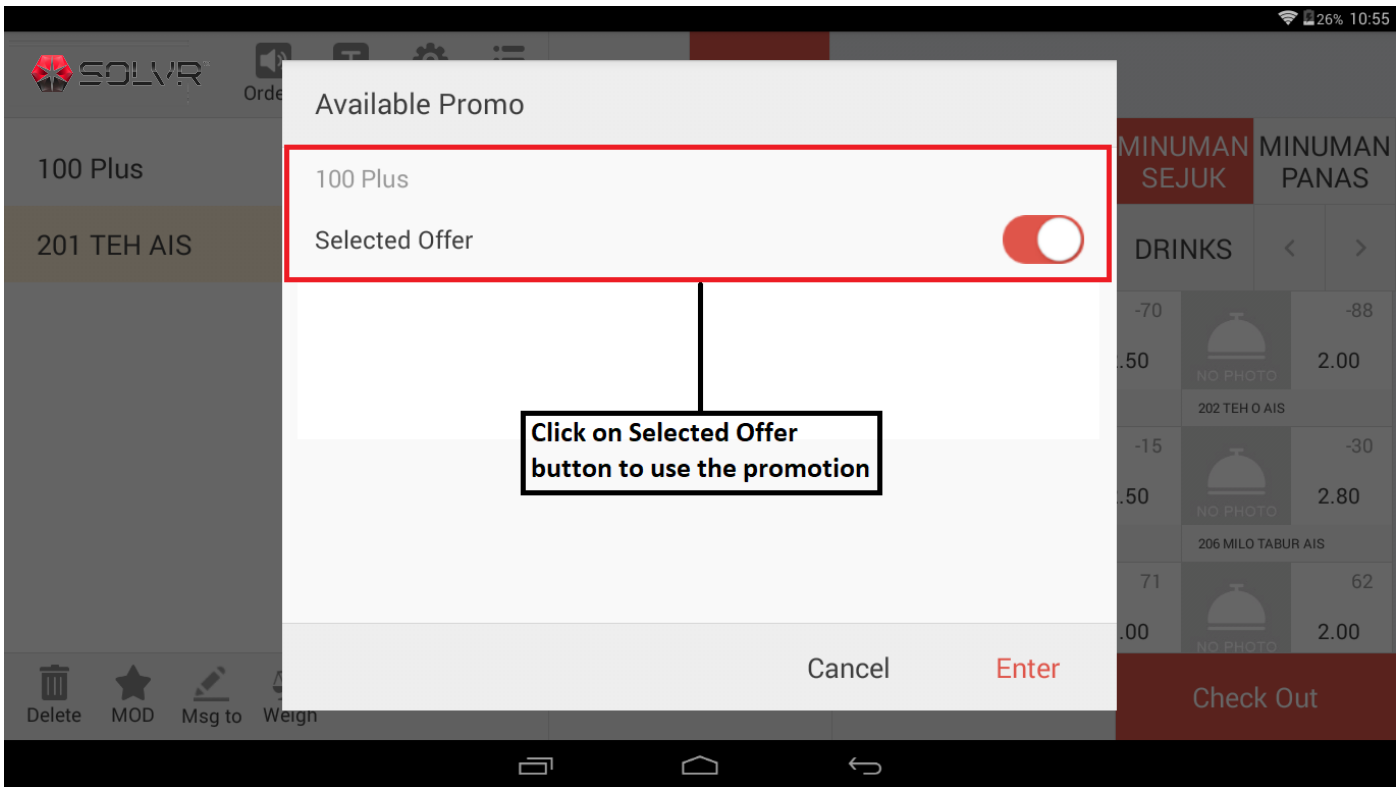 26% 10:55
SOLVR
Available Promo
100 Plus
201 TEH AIS
100 Plus
Selected Offer
Click on Selected Offer
button to use the promotion
Cancel
Enter
MINUMAN
SEJUK
MINUMAN
PANAS
DRINKS
<
>
-70
-88
.50
NO PHOTO
2.00
202 TEH O AIS
-15
-30
.50
NO PHOTO
2.80
206 MILO TABUR AIS
71
62
.00
NO PHOTO
2.00
Delete
MOD
Msg to
Weigh
Check Out